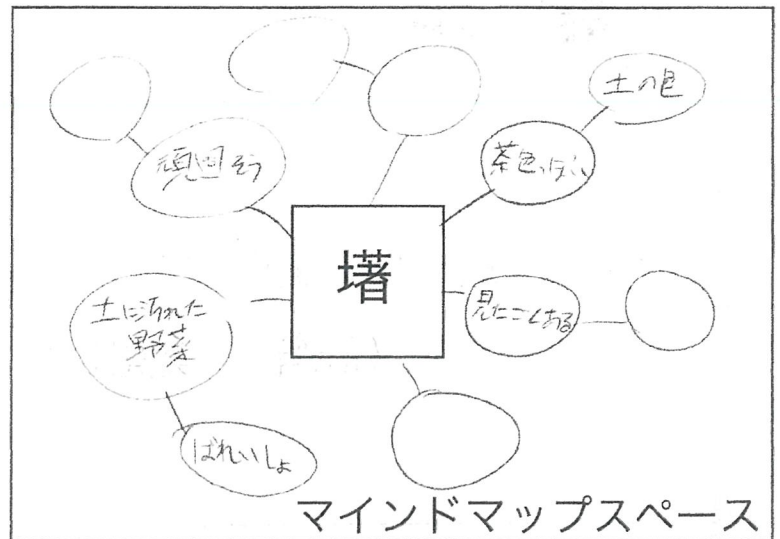 土の色
茶色っぽい
頑固そう
墸
見たことある
土に汚れた
野菜
ばれいしょ
マインドマップスペース